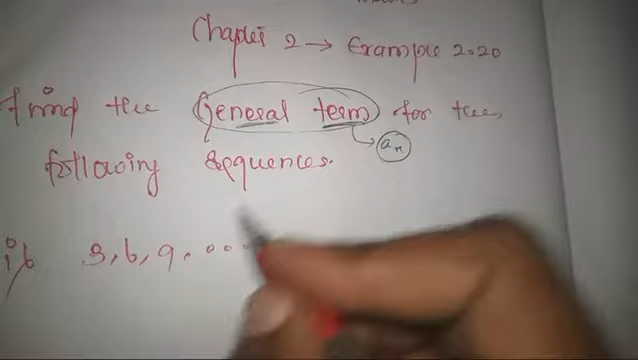 Chapter 2 → Example 2.20
Find the General term for the
aₙ
following sequences.
i) 3, 6, 9, ....